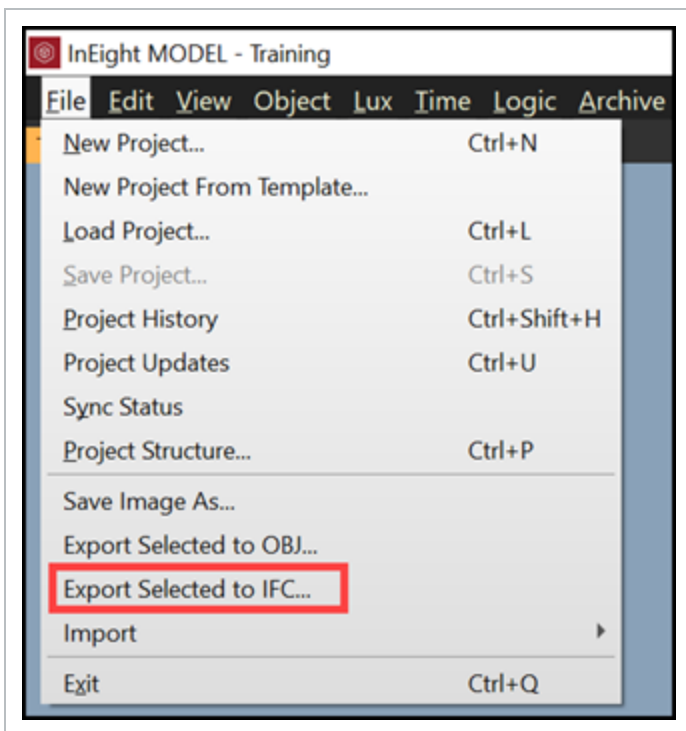 InEight MODEL - Training
File Edit View Object Lux Time Logic Archive
New Project... Ctrl+N
New Project From Template...
Load Project... Ctrl+L
Save Project... Ctrl+S
Project History Ctrl+Shift+H
Project Updates Ctrl+U
Sync Status
Project Structure... Ctrl+P
Save Image As...
Export Selected to OBJ...
Export Selected to IFC...
Import
Exit Ctrl+Q